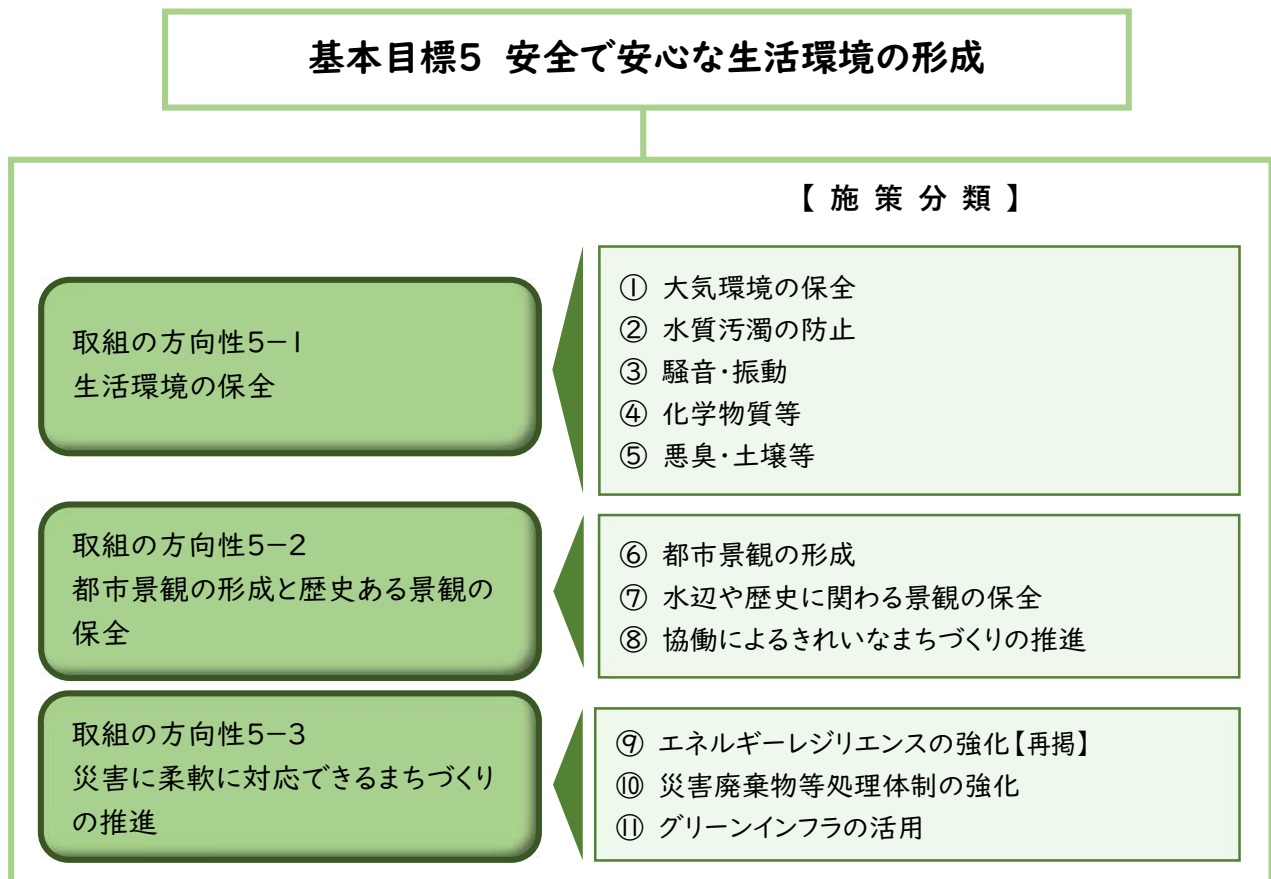 基本目標5 安全で安心な生活環境の形成
【 施 策 分 類 】
取組の方向性5-1
生活環境の保全
① 大気環境の保全
② 水質汚濁の防止
③ 騒音・振動
④ 化学物質等
⑤ 悪臭・土壌等
取組の方向性5-2
都市景観の形成と歴史ある景観の
保全
⑥ 都市景観の形成
⑦ 水辺や歴史に関わる景観の保全
⑧ 協働によるきれいなまちづくりの推進
取組の方向性5-3
災害に柔軟に対応できるまちづくり
の推進
⑨ エネルギーレジリエンスの強化【再掲】
⑩ 災害廃棄物等処理体制の強化
⑪ グリーンインフラの活用